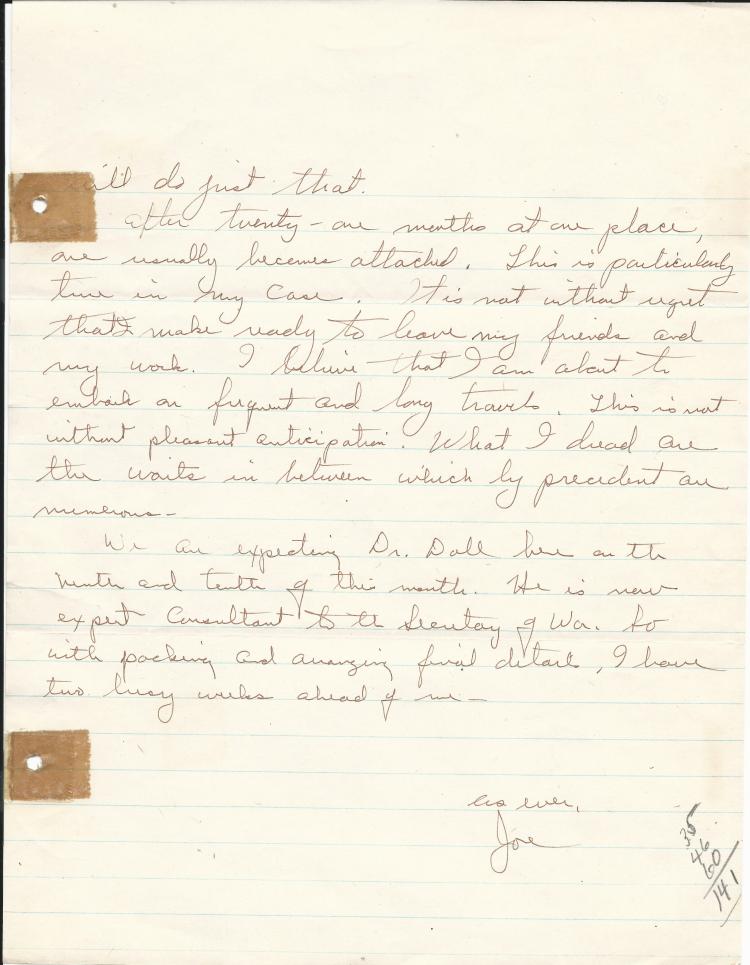 will do just that.
After twenty-one months at one place,
one usually becomes attached. This is particularly
true in my case. It is not without regret
that I make ready to leave my friends and
my work. I believe that I am about to
embark on frequent and long travels. This is not
without pleasant anticipation. What I dread are
the waits in between which by precedent are
numerous-
We are expecting Dr. Doll here on the
ninth and tenth of this month. He is now
expert Consultant to the Secretary of War. So
with packing and arranging final details, I have
two busy weeks ahead of me-
as ever,
Joe
35
46
60
141